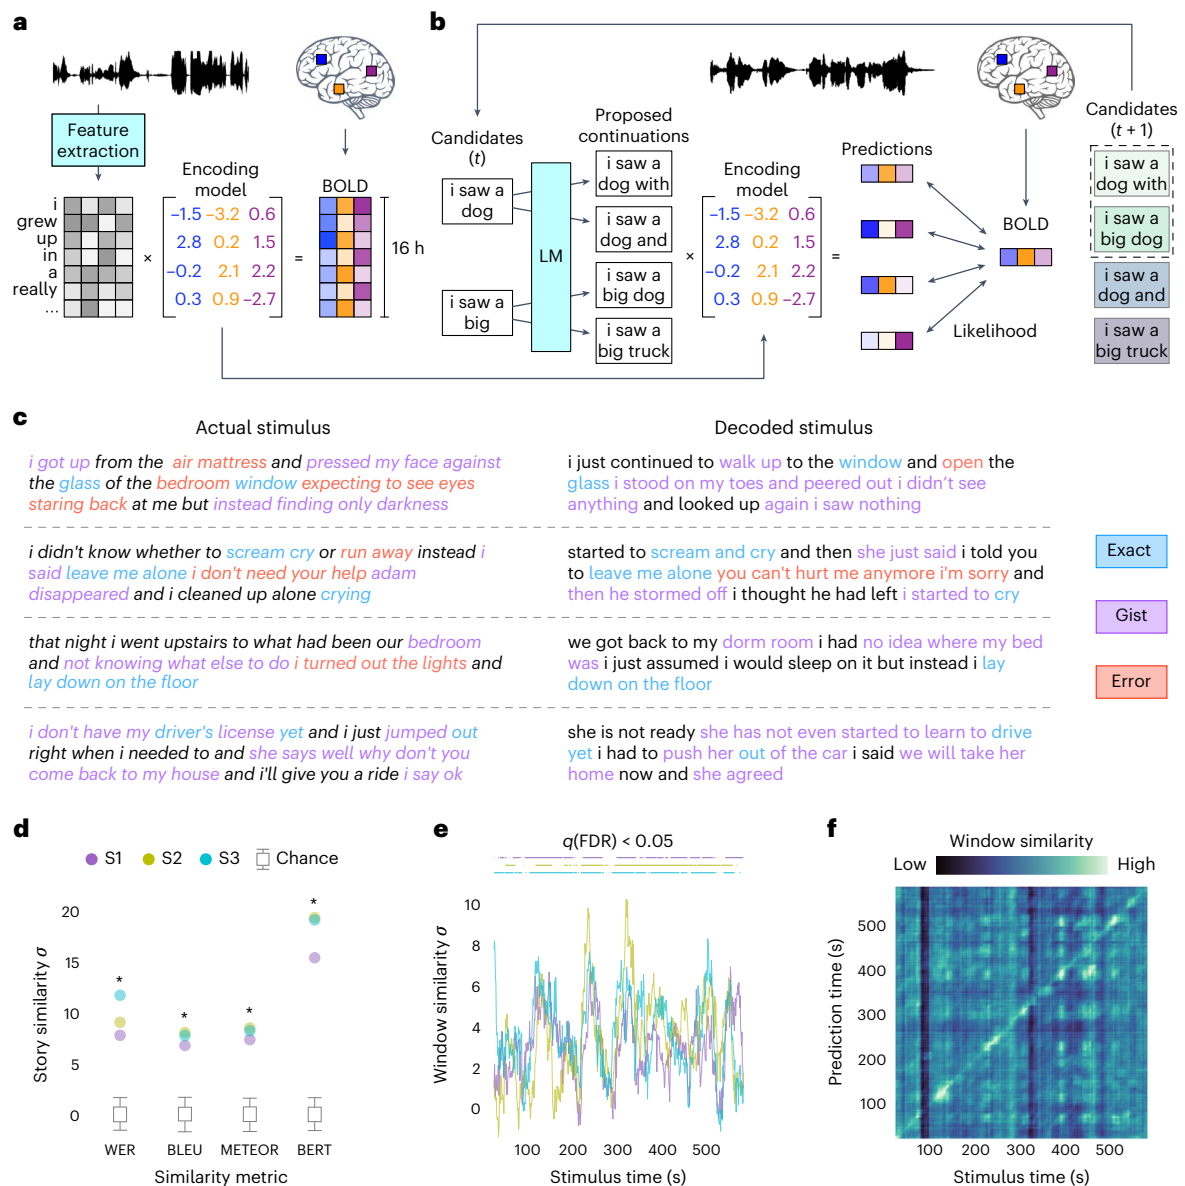 a
Feature
extraction
i
grew
up
in
a
really
...
×
Encoding
model
−1.5 −3.2 0.6
2.8 0.2 1.5
−0.2 2.1 2.2
0.3 0.9 −2.7
=
BOLD
16 h
b
Candidates
(t)
i saw a
dog
i saw a
big
LM
Proposed
continuations
i saw a
dog with
i saw a
dog and
i saw a
big dog
i saw a
big truck
×
Encoding
model
−1.5 −3.2 0.6
2.8 0.2 1.5
−0.2 2.1 2.2
0.3 0.9 −2.7
=
Predictions
BOLD
Likelihood
Candidates
(t + 1)
i saw a
dog with
i saw a
big dog
i saw a
dog and
i saw a
big truck
c
Actual stimulus
i got up from the air mattress and pressed my face against
the glass of the bedroom window expecting to see eyes
staring back at me but instead finding only darkness
i didn't know whether to scream cry or run away instead i
said leave me alone i don't need your help adam
disappeared and i cleaned up alone crying
that night i went upstairs to what had been our bedroom
and not knowing what else to do i turned out the lights and
lay down on the floor
i don't have my driver's license yet and i just jumped out
right when i needed to and she says well why don't you
come back to my house and i'll give you a ride i say ok
Decoded stimulus
i just continued to walk up to the window and open the
glass i stood on my toes and peered out i didn't see
anything and looked up again i saw nothing
started to scream and cry and then she just said i told you
to leave me alone you can't hurt me anymore i'm sorry and
then he stormed off i thought he had left i started to cry
we got back to my dorm room i had no idea where my bed
was i just assumed i would sleep on it but instead i lay
down on the floor
she is not ready she has not even started to learn to drive
yet i had to push her out of the car i said we will take her
home now and she agreed
Exact
Gist
Error
d
S1 S2 S3 Chance
Story similarity σ
20
15
10
5
0
*
*
*
*
WER BLEU METEOR BERT
Similarity metric
e
q(FDR) < 0.05
Window similarity σ
10
8
6
4
2
0
100 200 300 400 500
Stimulus time (s)
f
Window similarity
Low High
Prediction time (s)
500
400
300
200
100
100 200 300 400 500
Stimulus time (s)